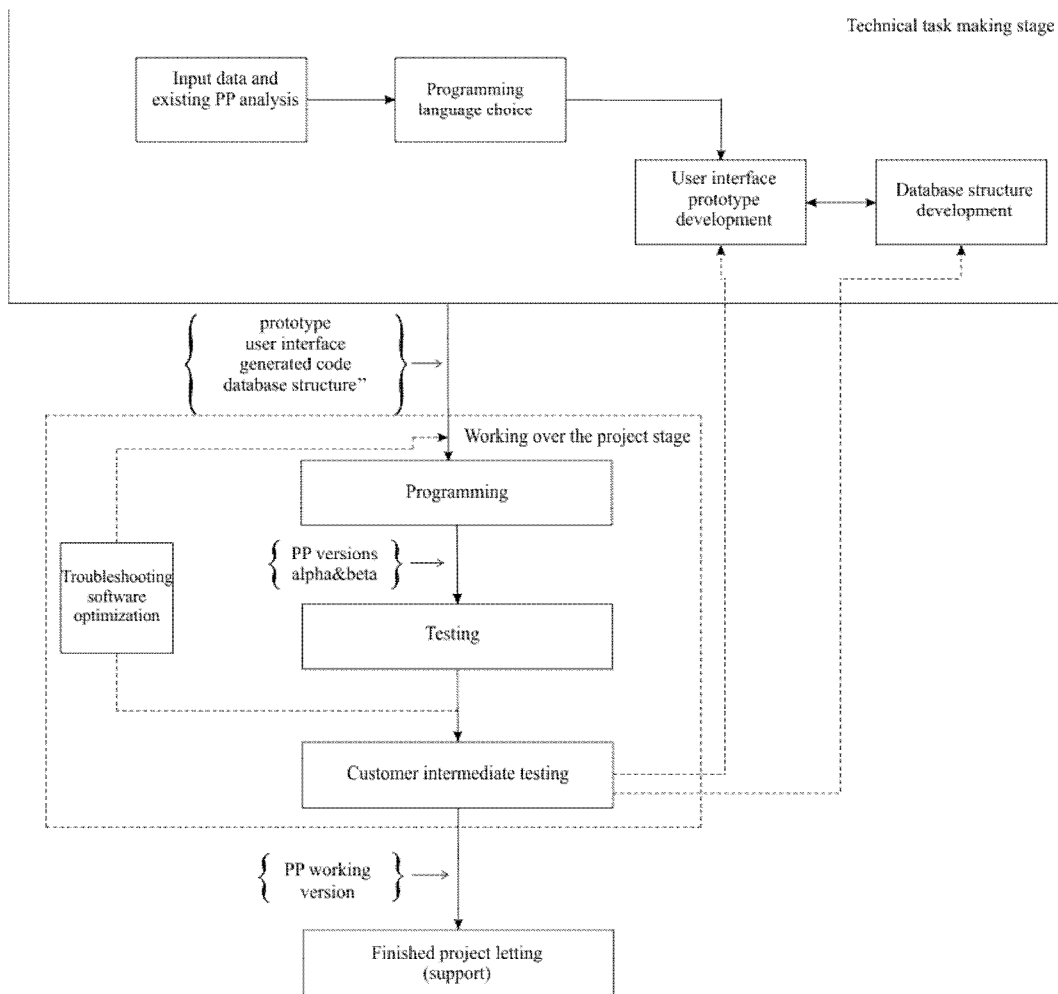 Technical task making stage
Input data and
existing PP analysis
Programming
language choice
User interface
prototype
development
Database structure
development
prototype
user interface
generated code
database structure”
Working over the project stage
Programming
PP versions
alpha&beta
Troubleshooting
software
optimization
Testing
Customer intermediate testing
PP working
version
Finished project letting
(support)